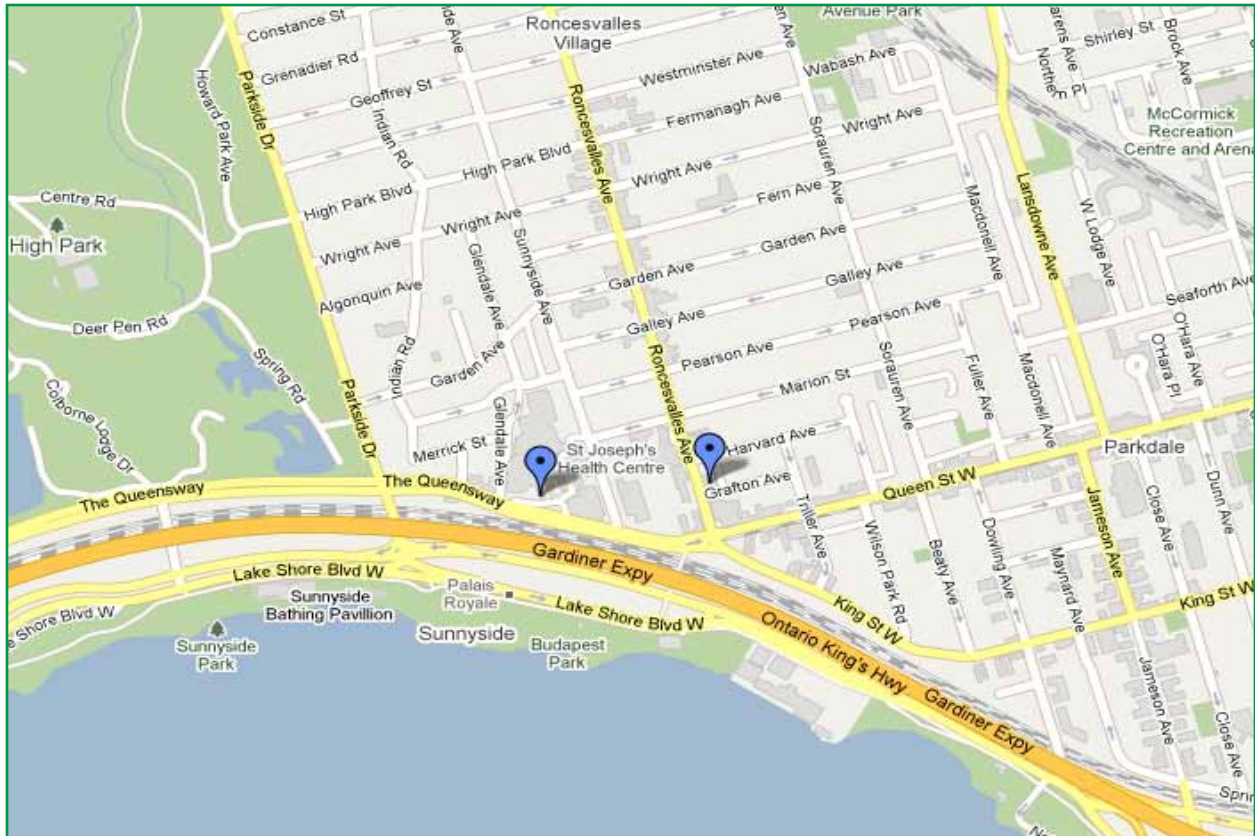 Constance St
Grenadier Rd
Geoffrey St
Howard Park Ave
Parkside Dr
Indian Rd
Roncesvalles
Village
Roncesvalles Ave
Westminster Ave
Fermanagh Ave
Wabash Ave
Wright Ave
Avenue Park
Shirley St
Brock Ave
McCormick
Recreation
Centre and Arena
High Park Blvd
High Park Blvd
Wright Ave
Fern Ave
Sorauren Ave
Macdonell Ave
Lansdowne Ave
W Lodge Ave
Centre Rd
High Park
Wright Ave
Wright Ave
Glendale Ave
Sunnyside Ave
Garden Ave
Garden Ave
Galley Ave
Galley Ave
Algonquin Ave
Deer Pen Rd
Spring Rd
Colborne Lodge Dr
Parkside Dr
Indian Rd
Garden Ave
Pearson Ave
Pearson Ave
Seaforth Ave
O'Hara Ave
O'Hara Pl
Marion St
Roncesvalles Ave
Sorauren Ave
Fuller Ave
Macdonell Ave
Merrick St
Glendale Ave
St Joseph's
Health Centre
Harvard Ave
Grafton Ave
Parkdale
The Queensway
The Queensway
Queen St W
Triller Ave
Wilson Park Rd
Beaty Ave
Dowling Ave
Maynard Ave
Jameson Ave
Close Ave
Dunn Ave
Gardiner Expy
Lake Shore Blvd W
Sunnyside
Bathing Pavillion
Palais
Royale
Lake Shore Blvd W
King St W
King St W
Shore Blvd W
Sunnyside
Park
Sunnyside
Budapest
Park
Ontario King's Hwy
Gardiner Expy
Jameson Ave
Close Ave